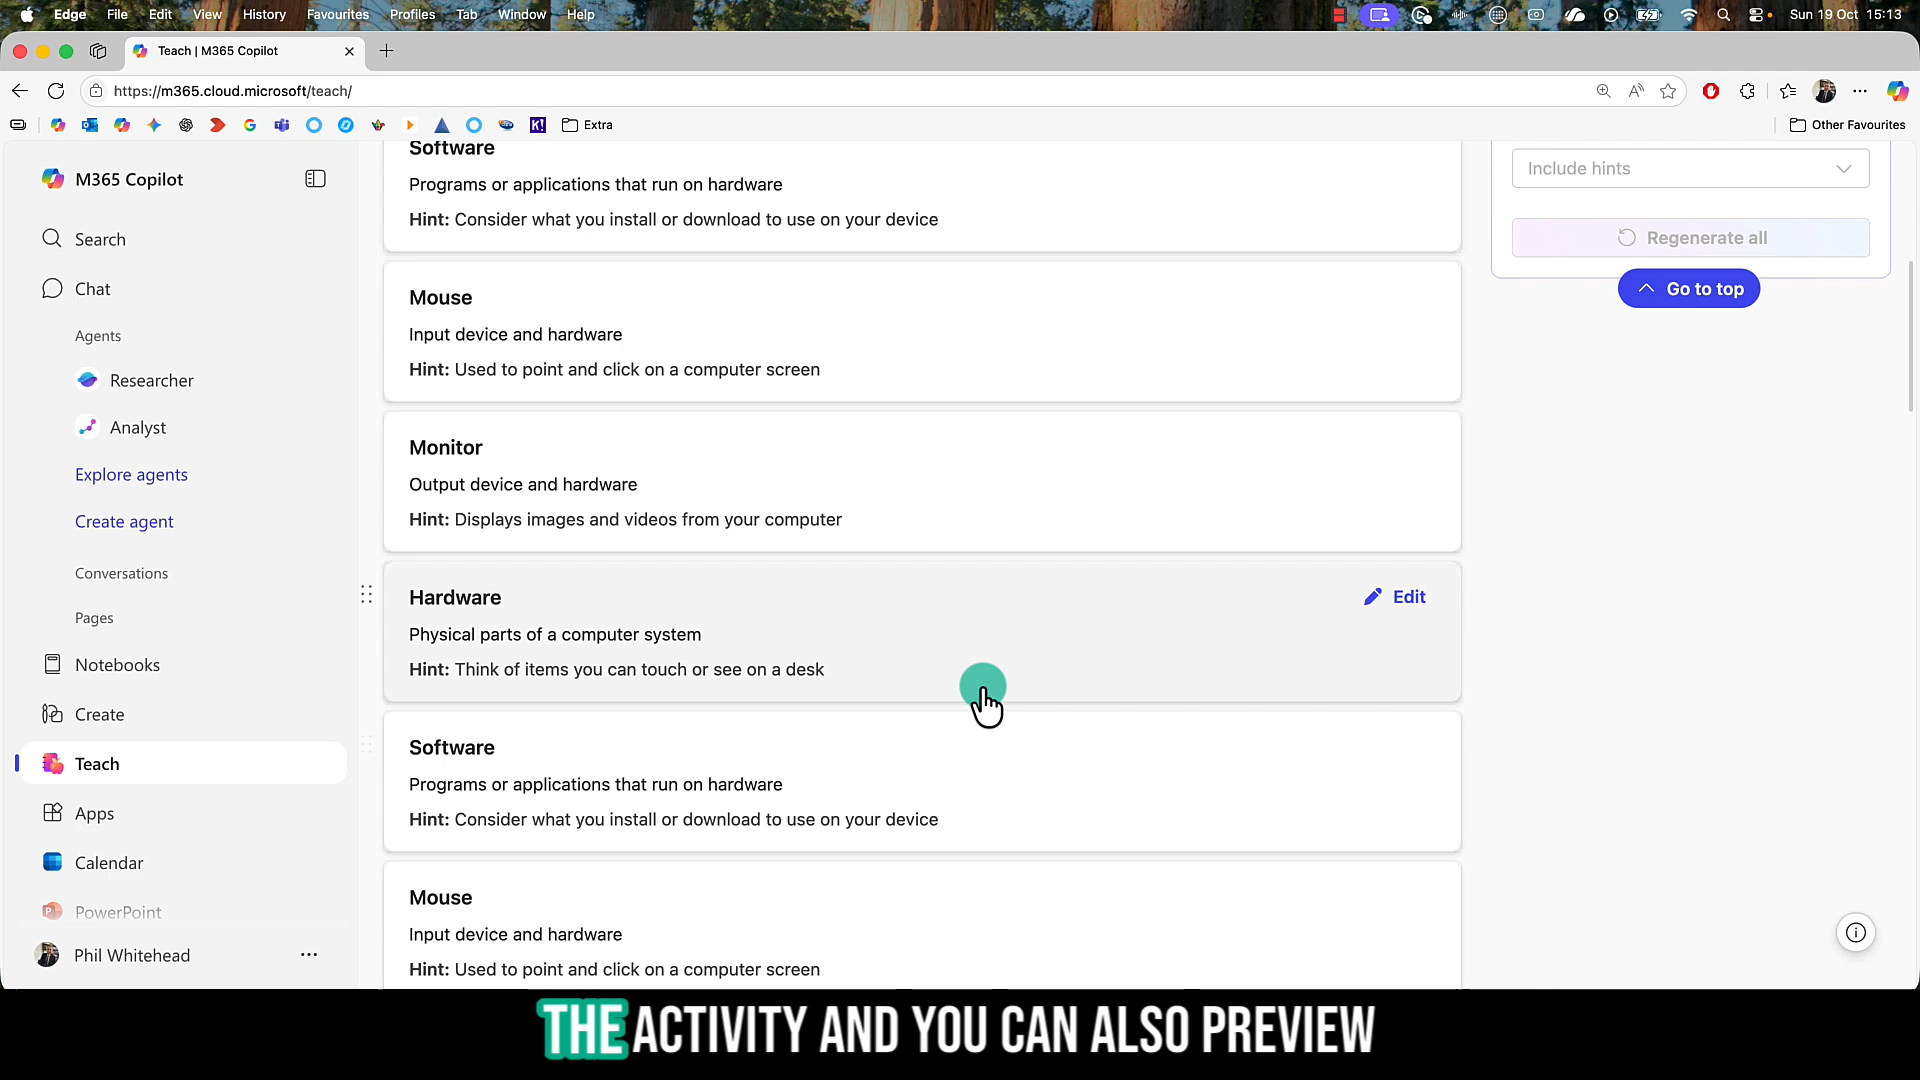 Edge File Edit View History Favourites Profiles Tab Window Help
Sun 19 Oct 15:13
Teach | M365 Copilot
https://m365.cloud.microsoft/teach/
K!
Extra
Other Favourites
M365 Copilot
Search
Chat
Agents
Researcher
Analyst
Explore agents
Create agent
Conversations
Pages
Notebooks
Create
Teach
Apps
Calendar
PowerPoint
Phil Whitehead
Software
Programs or applications that run on hardware
Hint: Consider what you install or download to use on your device
Mouse
Input device and hardware
Hint: Used to point and click on a computer screen
Monitor
Output device and hardware
Hint: Displays images and videos from your computer
Hardware
Edit
Physical parts of a computer system
Hint: Think of items you can touch or see on a desk
Software
Programs or applications that run on hardware
Hint: Consider what you install or download to use on your device
Mouse
Input device and hardware
Hint: Used to point and click on a computer screen
Include hints
Regenerate all
Go to top
THE ACTIVITY AND YOU CAN ALSO PREVIEW